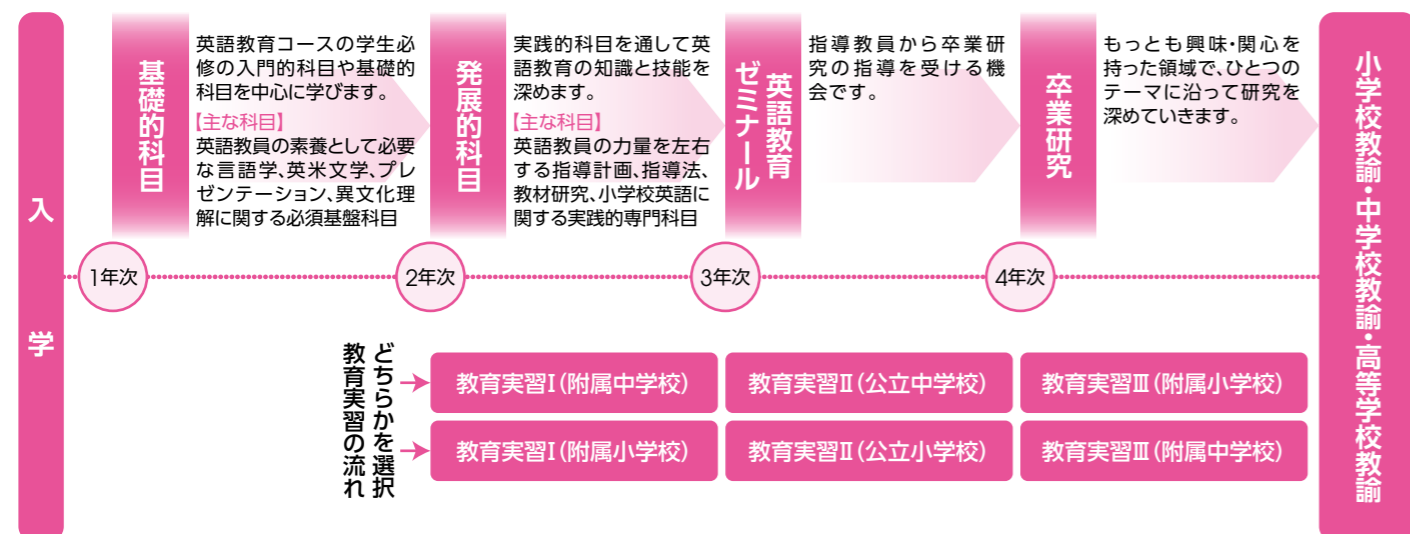 入学
基礎的科目
英語教育コースの学生必
修の入門的科目や基礎的
科目を中心に学びます。
【主な科目】
英語教員の素養として必要
な言語学、英米文学、プレ
ゼンテーション、異文化理
解に関する必須基盤科目
発展的科目
実践的科目を通して英
語教育の知識と技能を
深めます。
【主な科目】
英語教員の力量を左右
する指導計画、指導法、
教材研究、小学校英語に
関する実践的専門科目
英語教育
ゼミナール
指導教員から卒業研
究の指導を受ける機
会です。
卒業研究
もっとも興味・関心を
持った領域で、ひとつの
テーマに沿って研究を
深めていきます。
1年次
2年次
3年次
4年次
どちらかを選択
教育実習の流れ
教育実習Ⅰ（附属中学校）
教育実習Ⅱ（公立中学校）
教育実習Ⅲ（附属小学校）
教育実習Ⅰ（附属小学校）
教育実習Ⅱ（公立小学校）
教育実習Ⅲ（附属中学校）
小学校教諭・中学校教諭・高等学校教諭